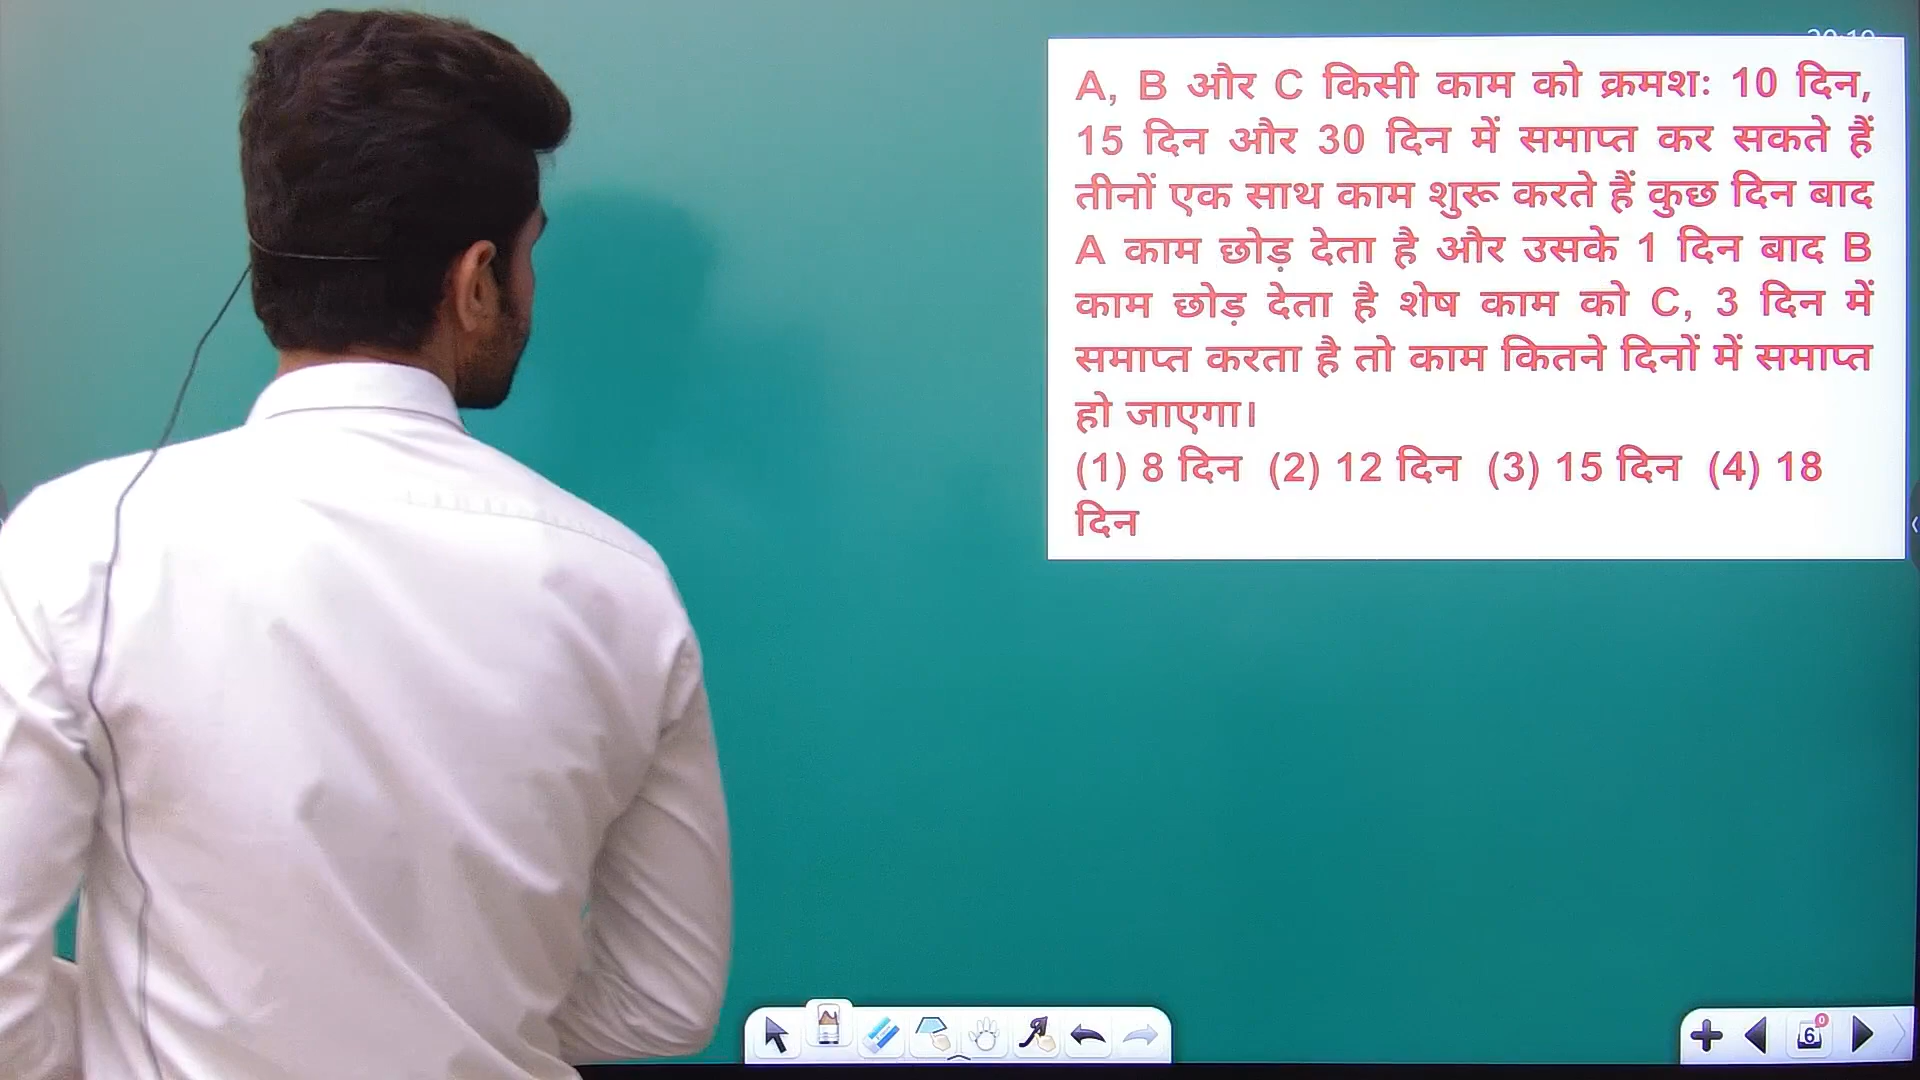 A, B और C किसी काम को क्रमशः 10 दिन,
15 दिन और 30 दिन में समाप्त कर सकते हैं
तीनों एक साथ काम शुरू करते हैं कुछ दिन बाद
A काम छोड़ देता है और उसके 1 दिन बाद B
काम छोड़ देता है शेष काम को C, 3 दिन में
समाप्त करता है तो काम कितने दिनों में समाप्त
हो जाएगा।
(1) 8 दिन (2) 12 दिन (3) 15 दिन (4) 18
दिन
6
0